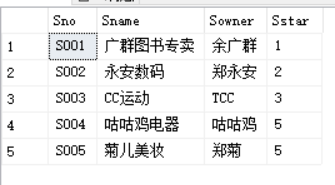 Sno Sname Sowner Sstar
1 S001 广群图书专卖 余广群 1
2 S002 永安数码 郑永安 2
3 S003 CC运动 TCC 3
4 S004 咕咕鸡电器 咕咕鸡 5
5 S005 菊儿美妆 郑菊 5